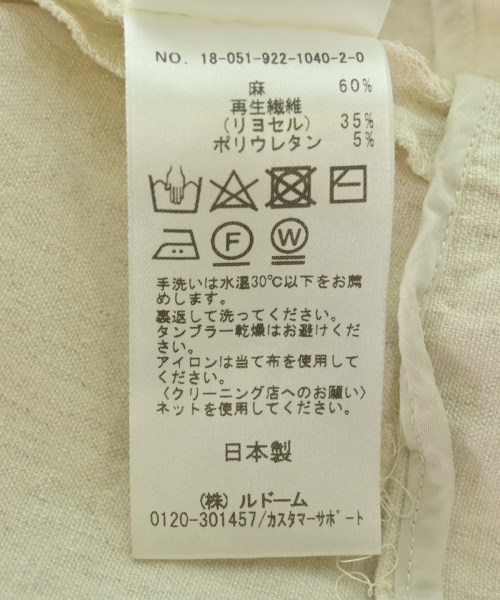 NO. 18-051-922-1040-2-0
麻 60%
再生繊維
(リヨセル) 35%
ポリウレタン 5%
F W
手洗いは水温30℃以下をお薦
めします。
裏返して洗ってください。
タンブラー乾燥はお避けくだ
さい。
アイロンは当て布を使用して
ください。
〈クリーニング店へのお願い〉
ネットを使用してください。
日本製
(株) ルドーム
0120-301457/カスタマーサポート